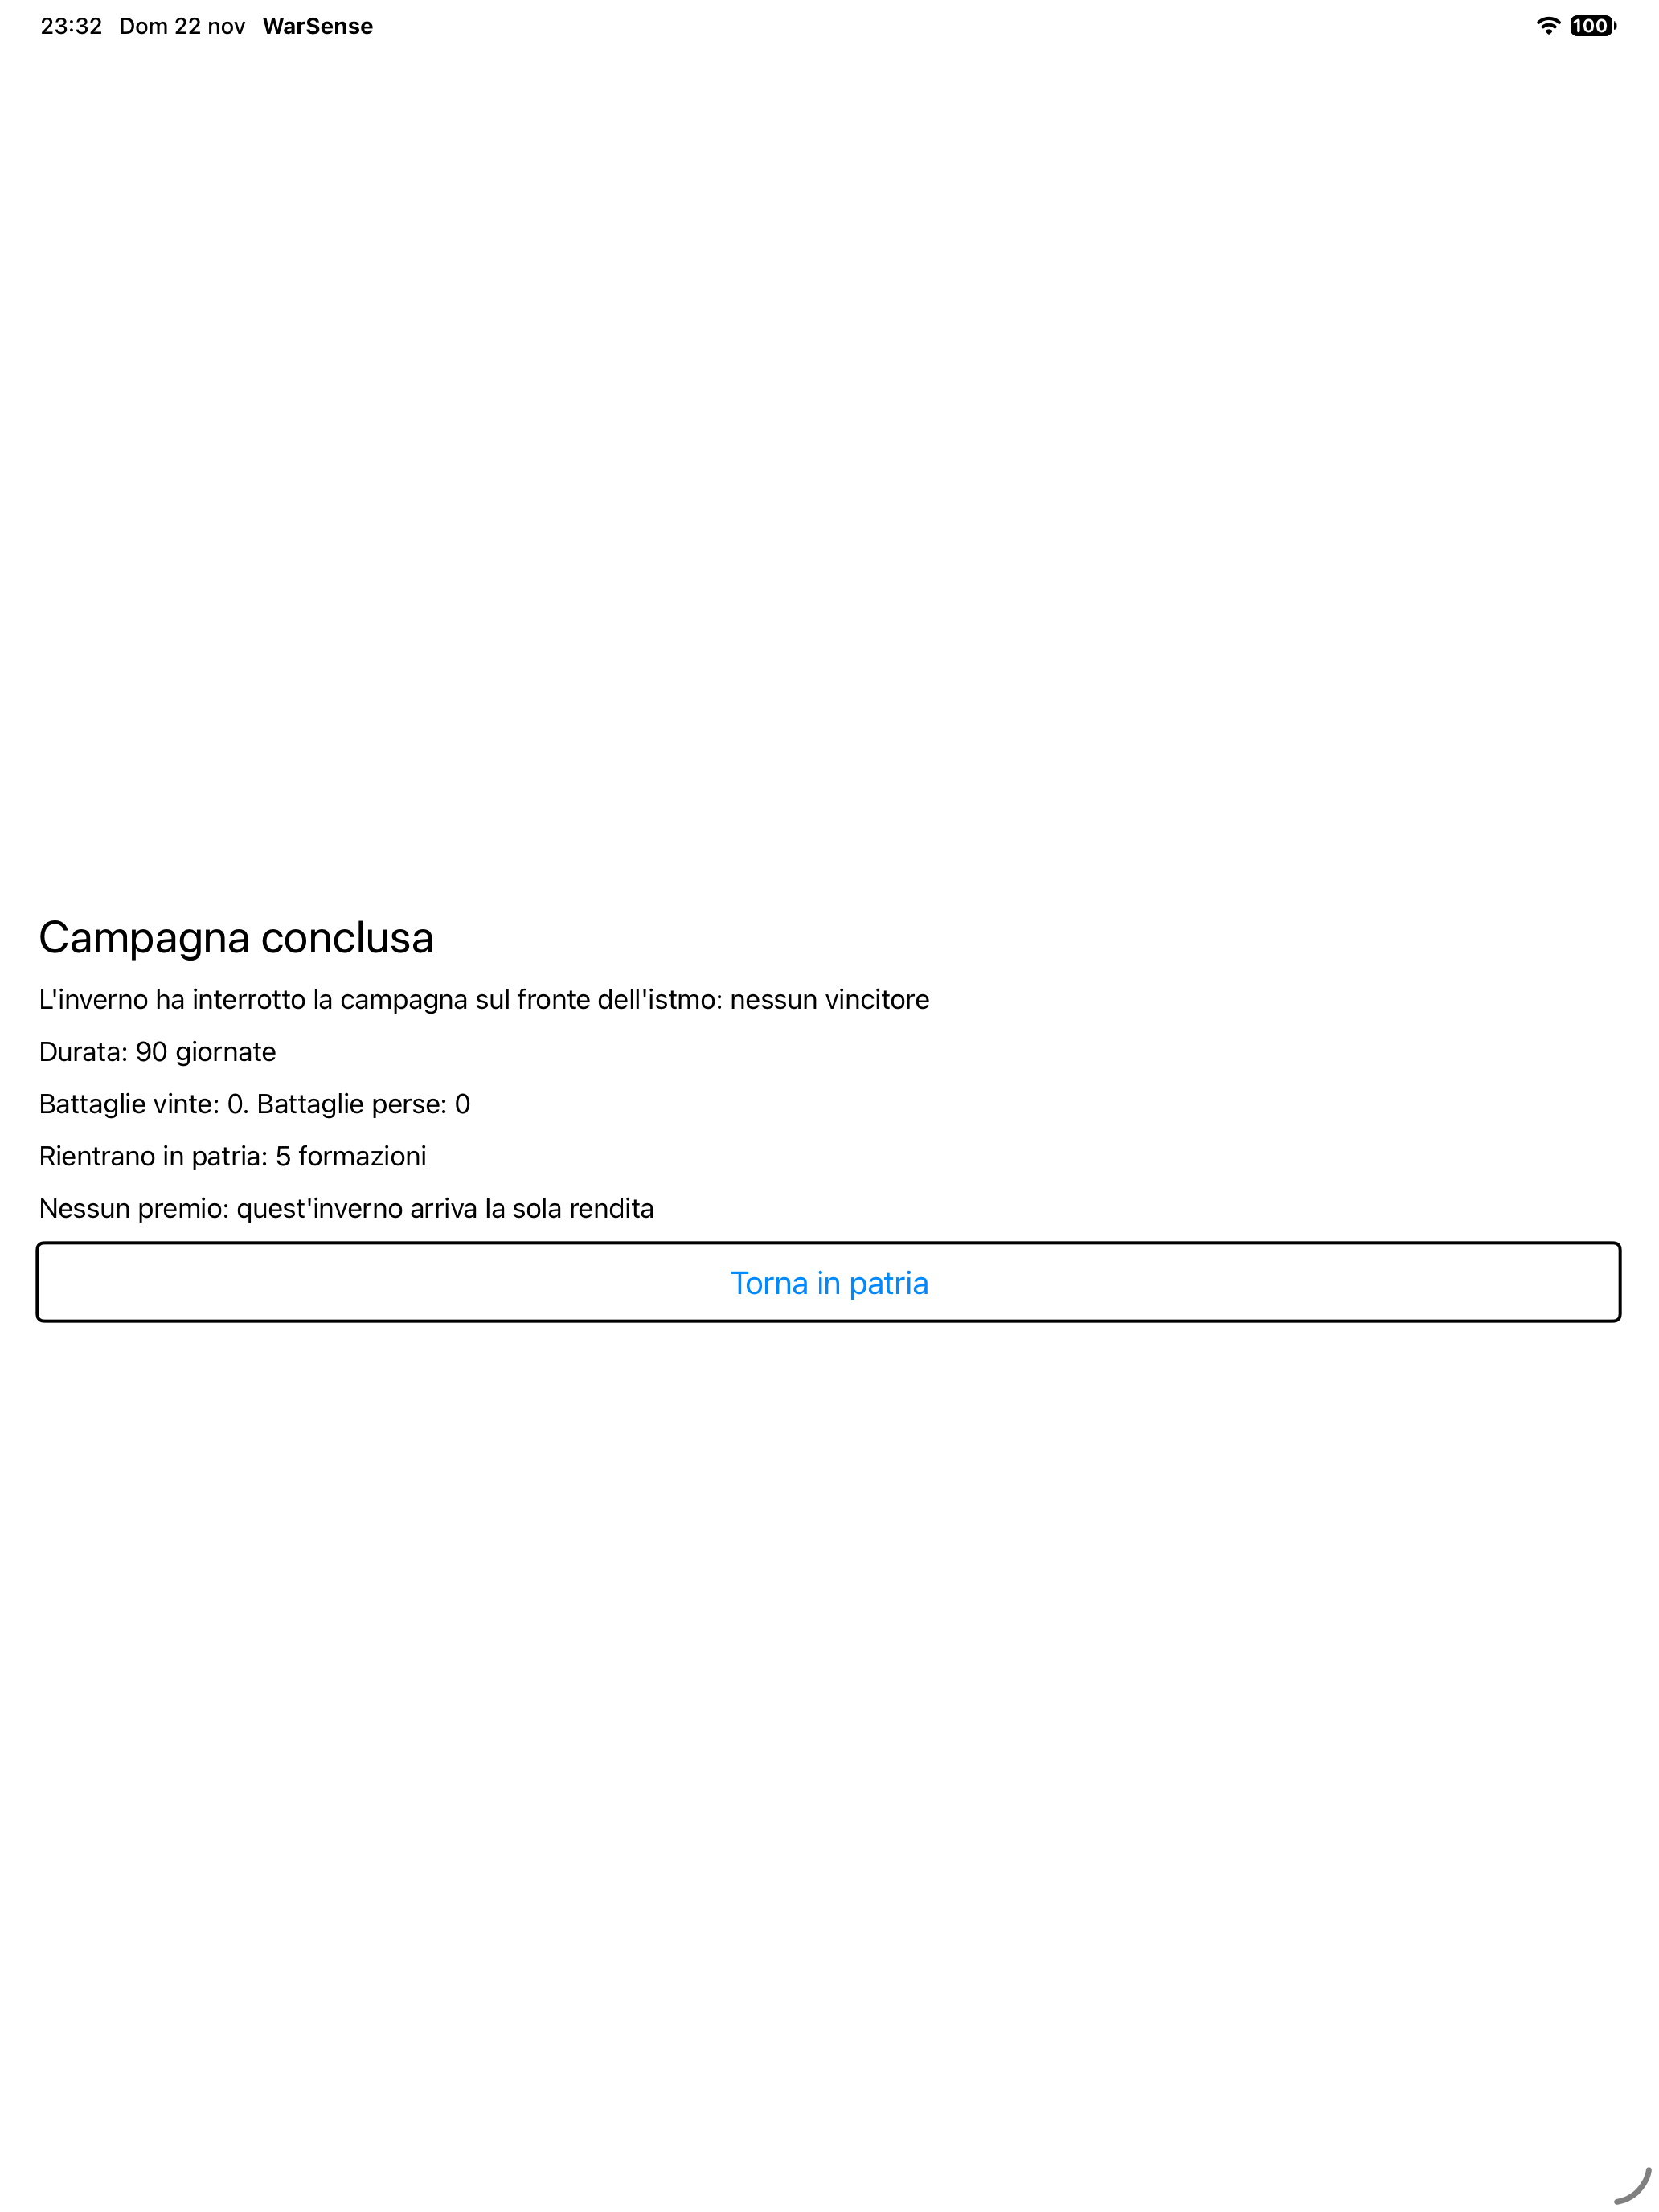 23:32 Dom 22 nov WarSense 100
Campagna conclusa
L'inverno ha interrotto la campagna sul fronte dell'istmo: nessun vincitore
Durata: 90 giornate
Battaglie vinte: 0. Battaglie perse: 0
Rientrano in patria: 5 formazioni
Nessun premio: quest'inverno arriva la sola rendita
Torna in patria